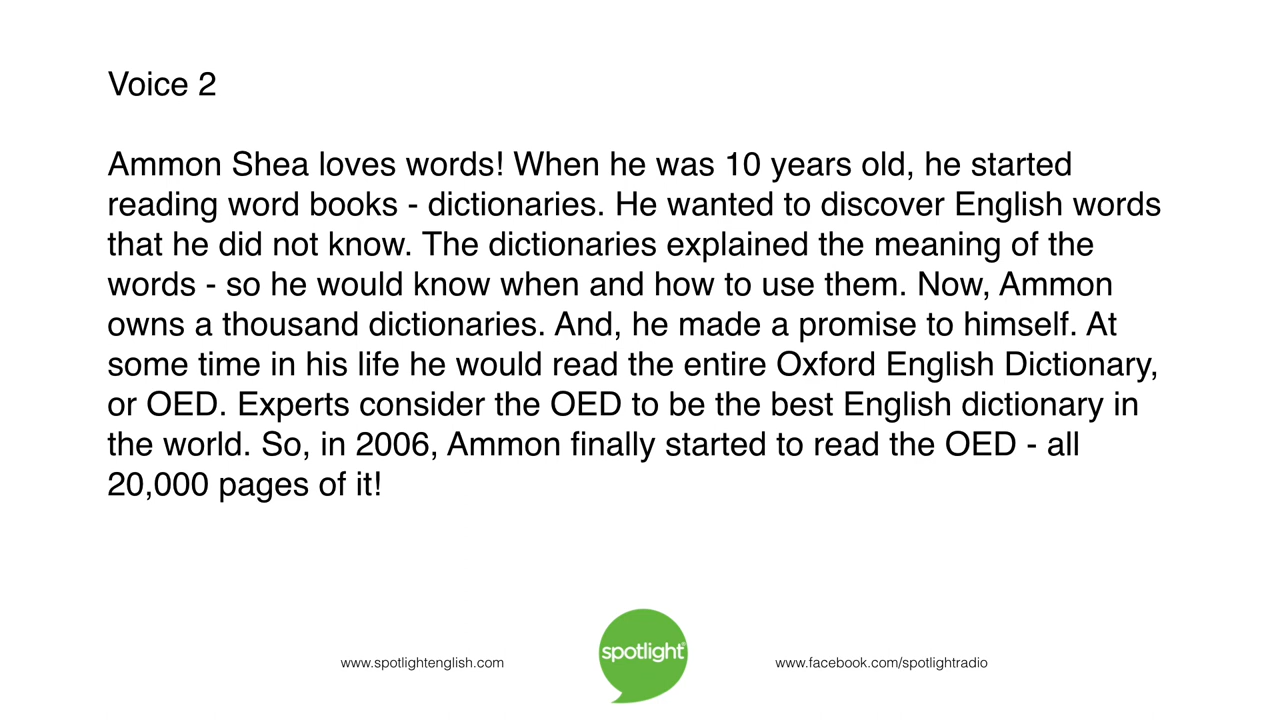 Voice 2
Ammon Shea loves words! When he was 10 years old, he started
reading word books - dictionaries. He wanted to discover English words
that he did not know. The dictionaries explained the meaning of the
words - so he would know when and how to use them. Now, Ammon
owns a thousand dictionaries. And, he made a promise to himself. At
some time in his life he would read the entire Oxford English Dictionary,
or OED. Experts consider the OED to be the best English dictionary in
the world. So, in 2006, Ammon finally started to read the OED - all
20,000 pages of it!
www.spotlightenglish.com
spotlight®
www.facebook.com/spotlightradio